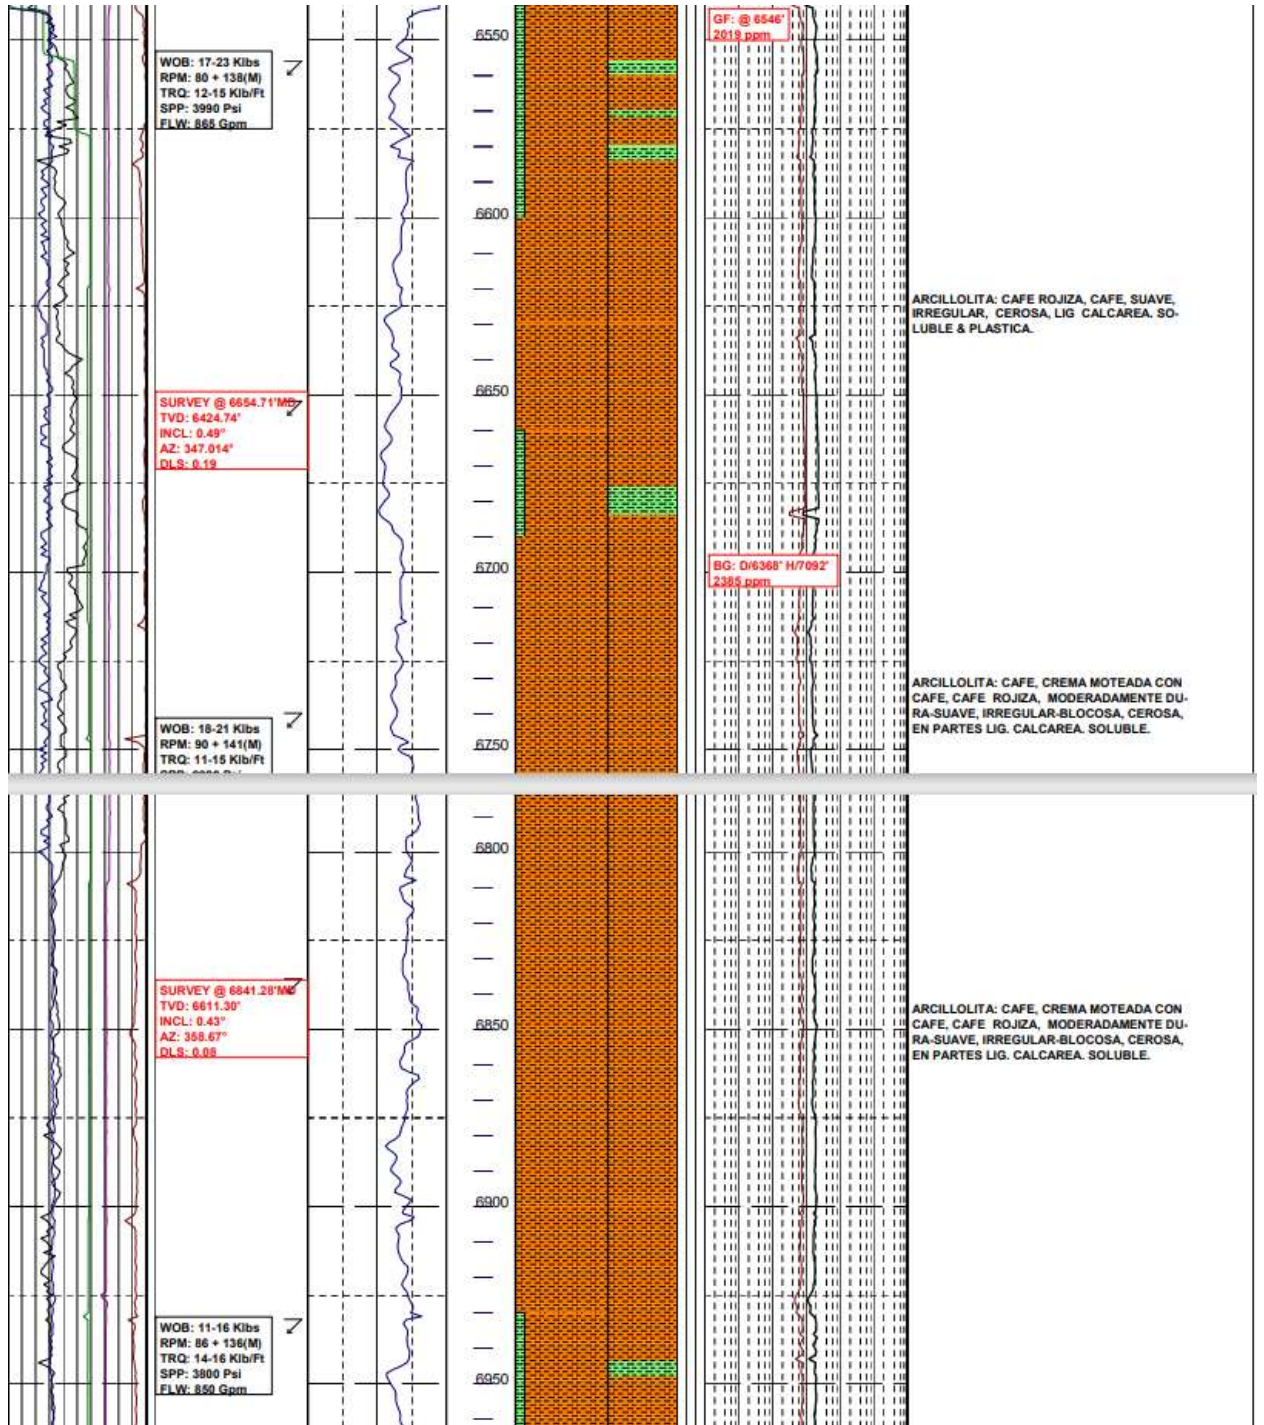 GF: @ 6546'
2019 ppm
6550
WOB: 17-23 Klbs
RPM: 80 + 138(M)
TRQ: 12-15 Klb/Ft
SPP: 3990 Psi
FLW: 865 Gpm
6600
ARCILLOLITA: CAFE ROJIZA, CAFE, SUAVE,
IRREGULAR, CEROSA, LIG CALCAREA. SO-
LUBLE & PLASTICA.
6650
SURVEY @ 6654.71'MD
TVD: 6424.74'
INCL: 0.49°
AZ: 347.014°
DLS: 0.19
6700
BG: D/6368' H/7092'
2385 ppm
ARCILLOLITA: CAFE, CREMA MOTEADA CON
CAFE, CAFE ROJIZA, MODERADAMENTE DU-
RA-SUAVE, IRREGULAR-BLOCOSA, CEROSA,
EN PARTES LIG. CALCAREA. SOLUBLE.
WOB: 18-21 Klbs
RPM: 90 + 141(M)
TRQ: 11-15 Klb/Ft
6750
6800
SURVEY @ 6841.28'MD
TVD: 6611.30'
INCL: 0.43°
AZ: 358.67°
DLS: 0.08
6850
ARCILLOLITA: CAFE, CREMA MOTEADA CON
CAFE, CAFE ROJIZA, MODERADAMENTE DU-
RA-SUAVE, IRREGULAR-BLOCOSA, CEROSA,
EN PARTES LIG. CALCAREA. SOLUBLE.
6900
WOB: 11-16 Klbs
RPM: 86 + 136(M)
TRQ: 14-16 Klb/Ft
SPP: 3800 Psi
FLW: 850 Gpm
6950